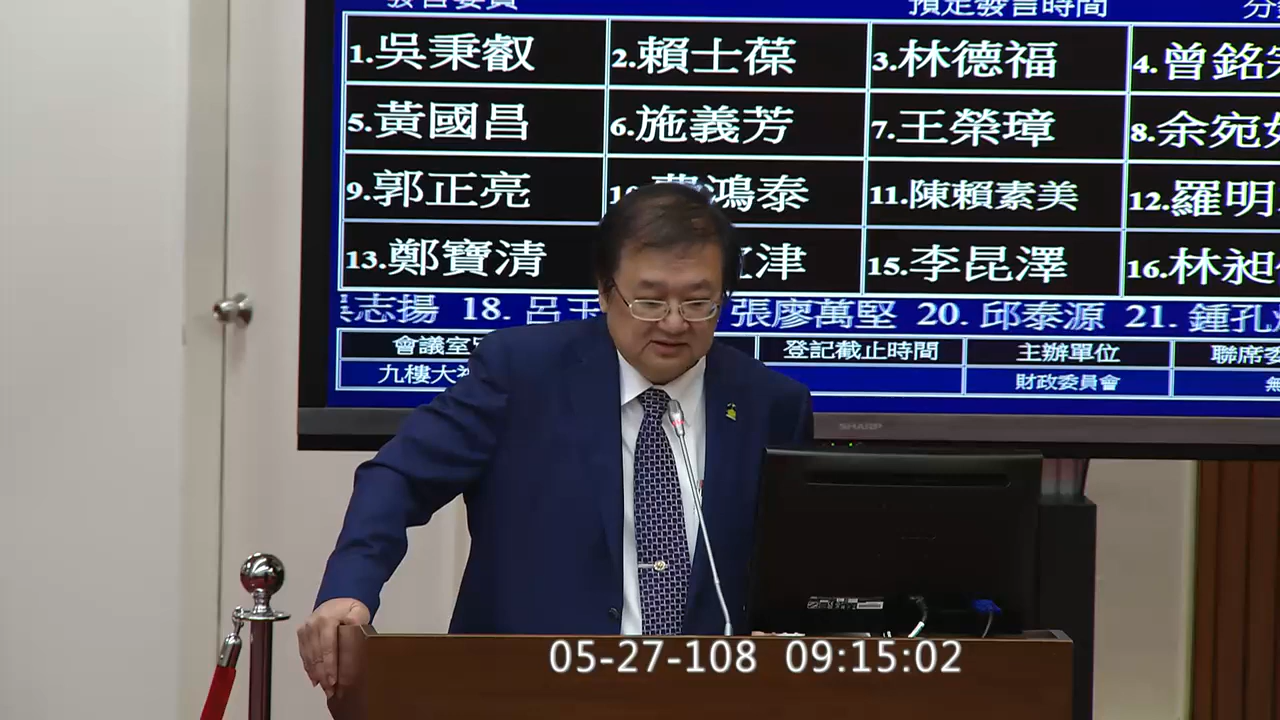 發言委員 預定發言時間
1.吳秉叡 2.賴士葆 3.林德福 4.曾銘
5.黃國昌 6.施義芳 7.王榮璋 8.余宛
9.郭正亮 鴻泰 11.陳賴素美 12.羅明
13.鄭寶清 津 15.李昆澤 16.林昶
志揚 18. 呂玉 張廖萬堅 20. 邱泰源 21. 鍾孔
會議室 登記截止時間 主辦單位 聯席
九樓大 財政委員會
SHARP
05-27-108 09:15:02